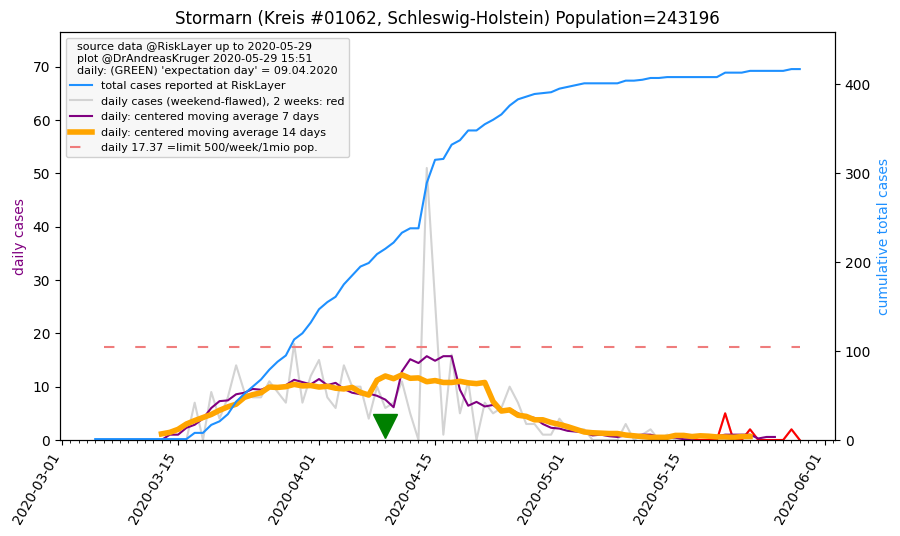 Stormarn (Kreis #01062, Schleswig-Holstein) Population=243196
source data @RiskLayer up to 2020-05-29
plot @DrAndreasKruger 2020-05-29 15:51
daily: (GREEN) 'expectation day' = 09.04.2020
total cases reported at RiskLayer
daily cases (weekend-flawed), 2 weeks: red
daily: centered moving average 7 days
daily: centered moving average 14 days
daily 17.37 =limit 500/week/1mio pop.
daily cases
70
60
50
40
30
20
10
0
cumulative total cases
400
300
200
100
0
2020-03-01
2020-03-15
2020-04-01
2020-04-15
2020-05-01
2020-05-15
2020-06-01